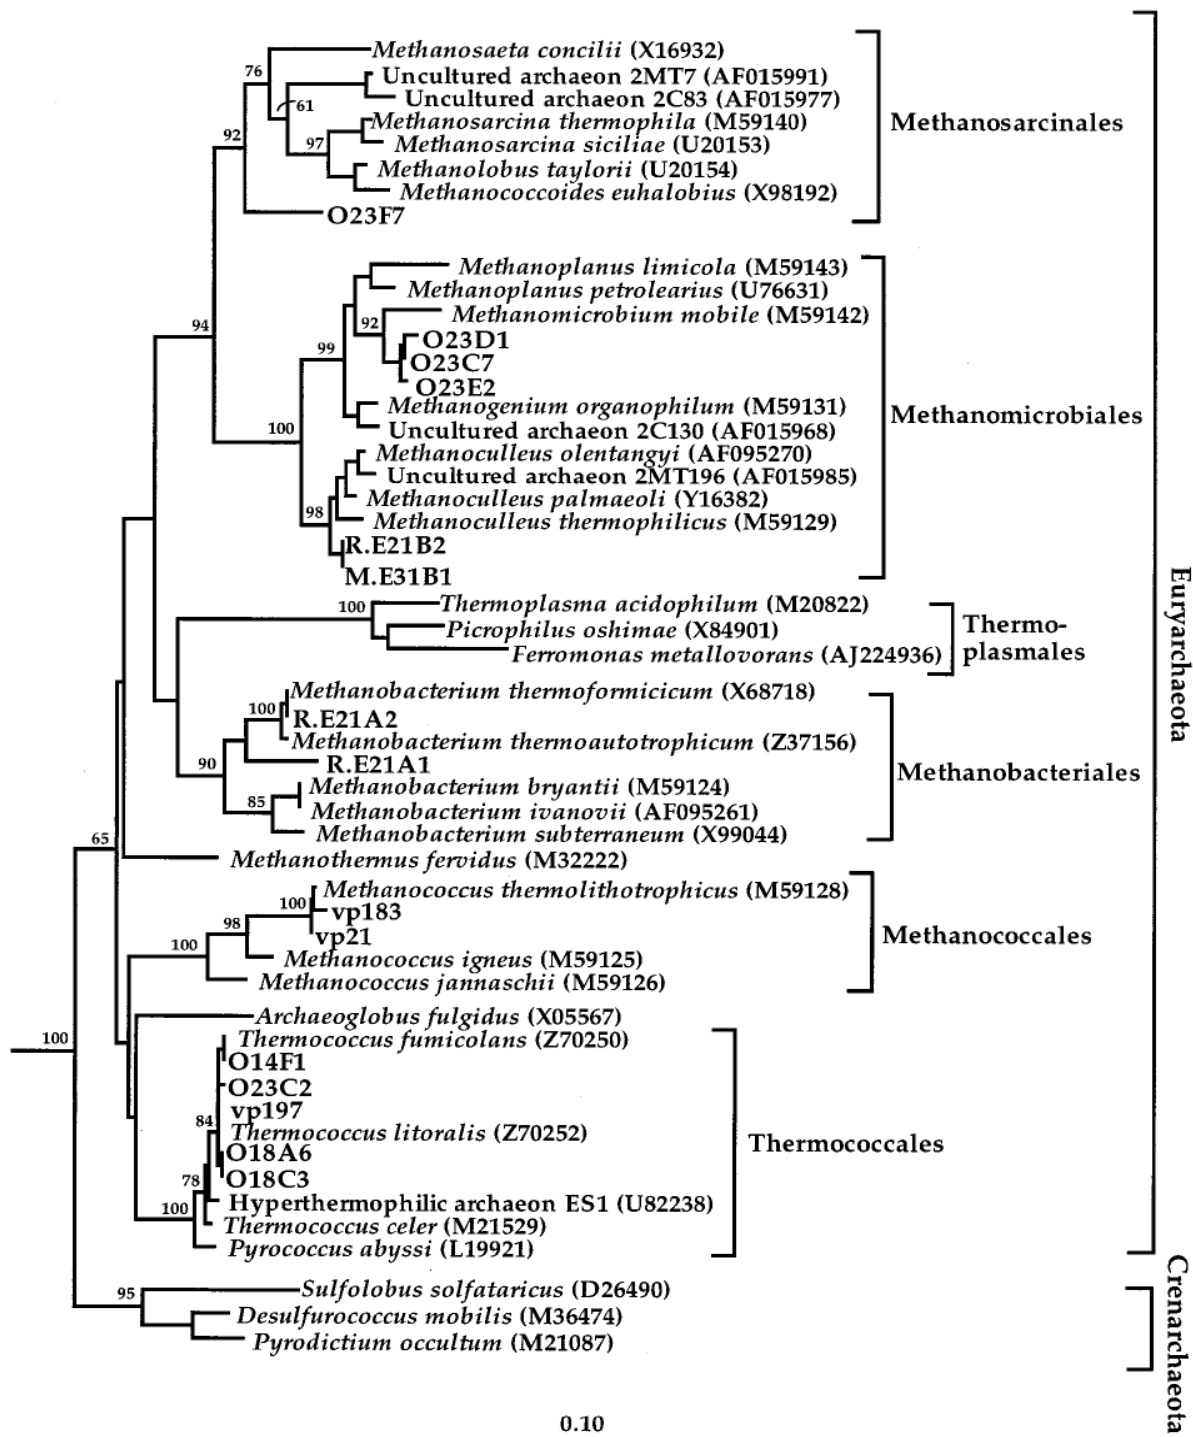 Methanosaeta concilii (X16932)
76
Uncultured archaeon 2MT7 (AF015991)
Uncultured archaeon 2C83 (AF015977)
61
Methanosarcina thermophila (M59140)
Methanosarcinales
92
97
Methanosarcina siciliae (U20153)
Methanolobus taylorii (U20154)
Methanococcoides euhalobius (X98192)
O23F7
Methanoplanus limicola (M59143)
Methanoplanus petrolearius (U76631)
Methanomicrobium mobile (M59142)
94
92
O23D1
99
O23C7
O23E2
Methanogenium organophilum (M59131)
Methanomicrobiales
100
Uncultured archaeon 2C130 (AF015968)
Methanoculleus olentangyi (AF095270)
Uncultured archaeon 2MT196 (AF015985)
Methanoculleus palmaeoli (Y16382)
98
Methanoculleus thermophilicus (M59129)
R.E21B2
M.E31B1
100
Thermoplasma acidophilum (M20822)
Picrophilus oshimae (X84901)
Thermo-
Ferromonas metallovorans (AJ224936)
plasmales
Euryarchaeota
Methanobacterium thermoformicicum (X68718)
100
R.E21A2
Methanobacterium thermoautotrophicum (Z37156)
90
R.E21A1
Methanobacteriales
Methanobacterium bryantii (M59124)
85
Methanobacterium ivanovii (AF095261)
Methanobacterium subterraneum (X99044)
65
Methanothermus fervidus (M32222)
Methanococcus thermolithotrophicus (M59128)
100
vp183
98
vp21
Methanococcales
100
Methanococcus igneus (M59125)
Methanococcus jannaschii (M59126)
Archaeoglobus fulgidus (X05567)
100
Thermococcus fumicolans (Z70250)
O14F1
O23C2
vp197
84
Thermococcus litoralis (Z70252)
Thermococcales
O18A6
78
O18C3
100
Hyperthermophilic archaeon ES1 (U82238)
Thermococcus celer (M21529)
Pyrococcus abyssi (L19921)
95
Sulfolobus solfataricus (D26490)
Desulfurococcus mobilis (M36474)
Pyrodictium occultum (M21087)
Crenarchaeota
0.10